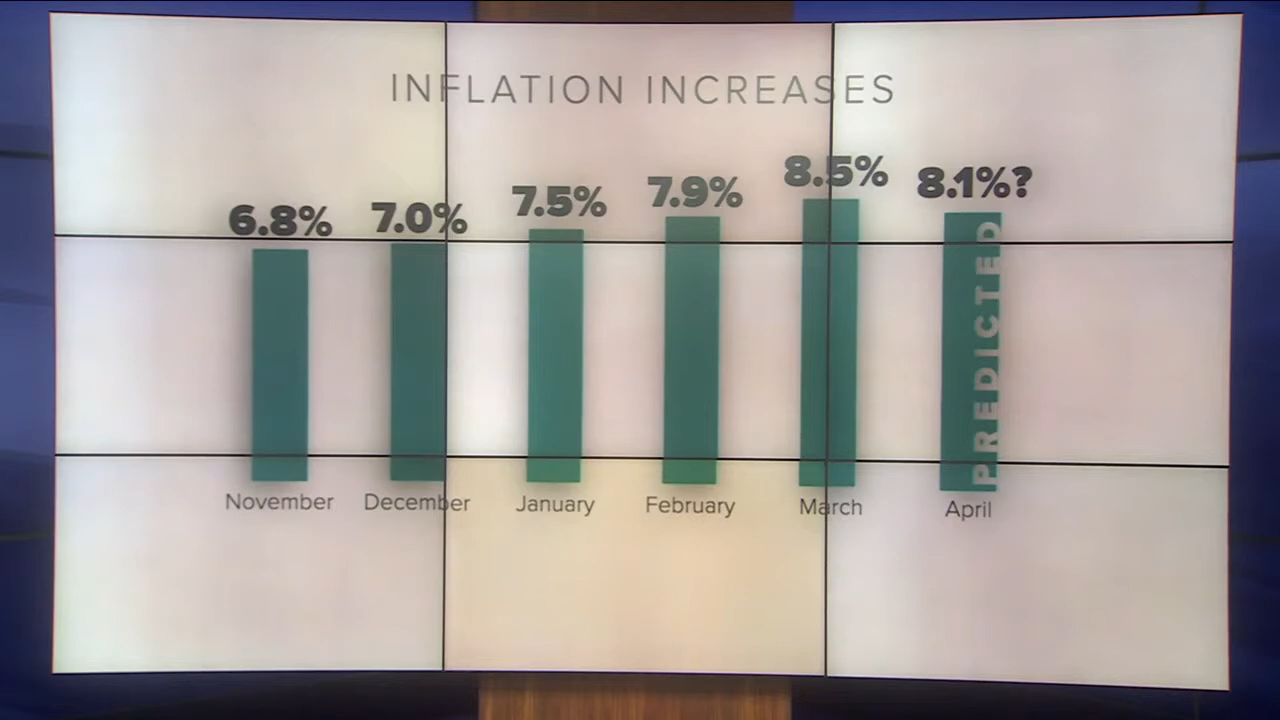 INFLATION INCREASES
6.8% 7.0% 7.5% 7.9% 8.5% 8.1%?
PREDICTED
November December January February March April